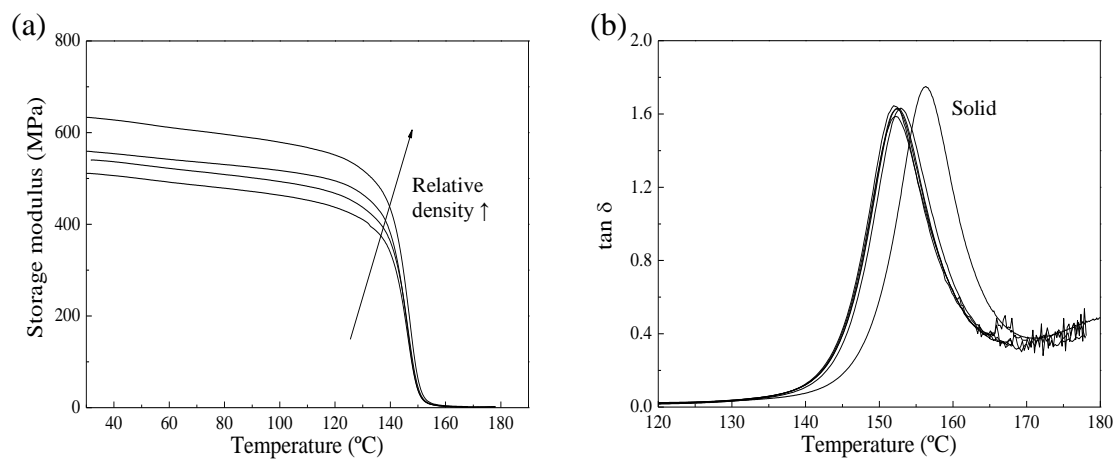 (a)
800
600
400
200
0
Storage modulus (MPa)
40 60 80 100 120 140 160 180
Temperature (ºC)
Relative
density ↑
(b)
2.0
1.6
1.2
0.8
0.4
0.0
tan δ
120 130 140 150 160 170 180
Temperature (ºC)
Solid